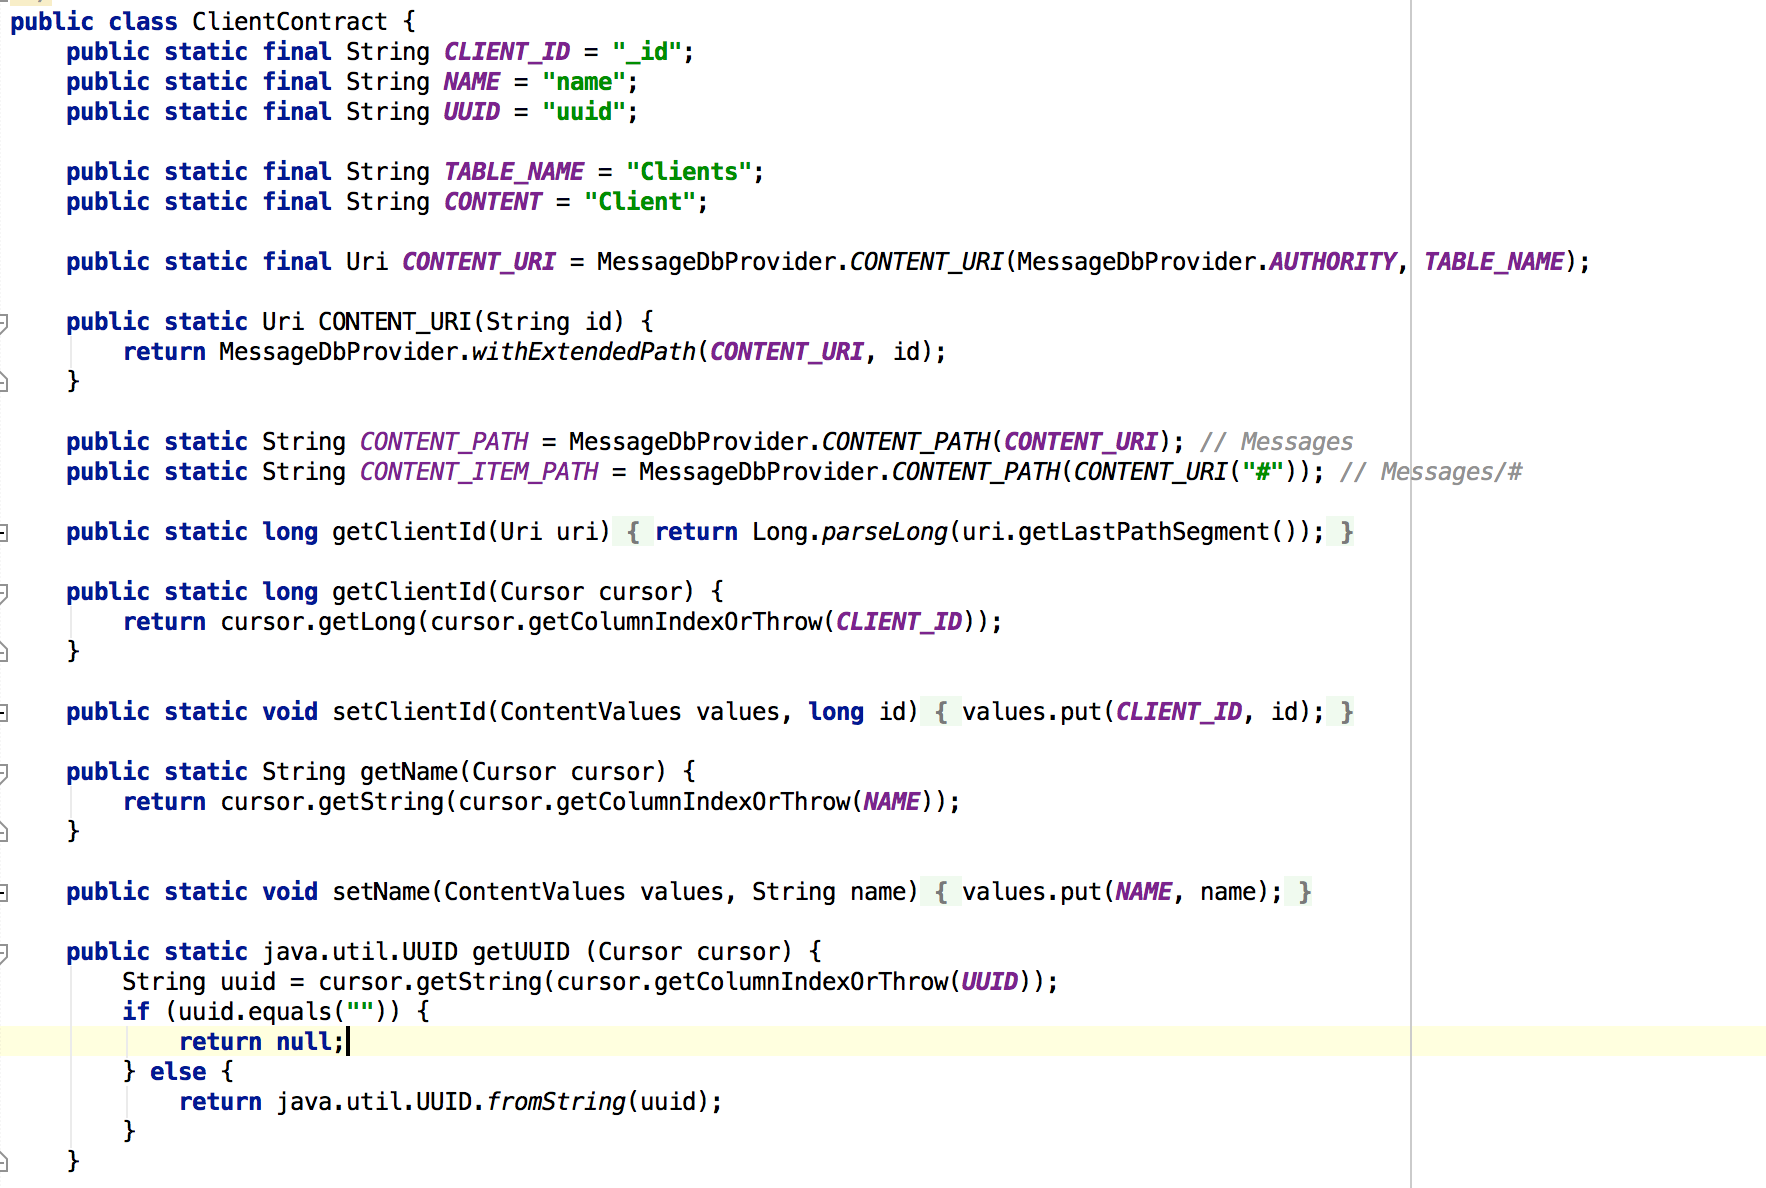 public class ClientContract {
public static final String CLIENT_ID = "_id";
public static final String NAME = "name";
public static final String UUID = "uuid";
public static final String TABLE_NAME = "Clients";
public static final String CONTENT = "Client";
public static final Uri CONTENT_URI = MessageDbProvider.CONTENT_URI(MessageDbProvider.AUTHORITY, TABLE_NAME);
public static Uri CONTENT_URI(String id) {
return MessageDbProvider.withExtendedPath(CONTENT_URI, id);
}
public static String CONTENT_PATH = MessageDbProvider.CONTENT_PATH(CONTENT_URI); // Messages
public static String CONTENT_ITEM_PATH = MessageDbProvider.CONTENT_PATH(CONTENT_URI("#")); // Messages/#
public static long getClientId(Uri uri) { return Long.parseLong(uri.getLastPathSegment()); }
public static long getClientId(Cursor cursor) {
return cursor.getLong(cursor.getColumnIndexOrThrow(CLIENT_ID));
}
public static void setClientId(ContentValues values, long id) { values.put(CLIENT_ID, id); }
public static String getName(Cursor cursor) {
return cursor.getString(cursor.getColumnIndexOrThrow(NAME));
}
public static void setName(ContentValues values, String name) { values.put(NAME, name); }
public static java.util.UUID getUUID (Cursor cursor) {
String uuid = cursor.getString(cursor.getColumnIndexOrThrow(UUID));
if (uuid.equals("")) {
return null;
} else {
return java.util.UUID.fromString(uuid);
}
}